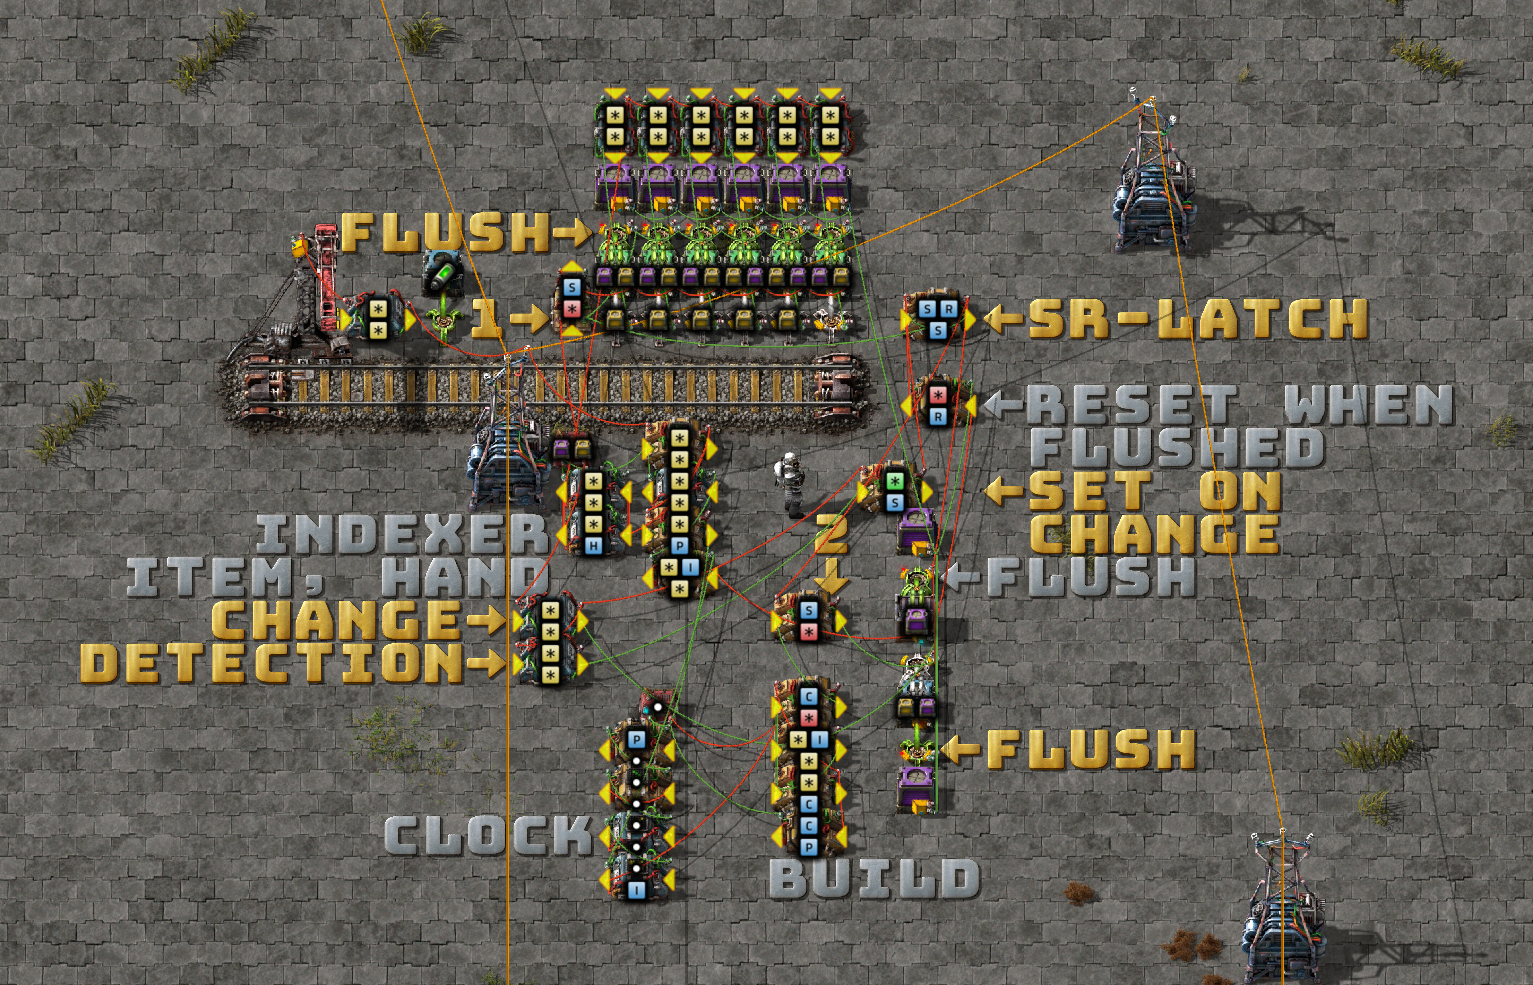 FLUSH
1
SR-LATCH
RESET WHEN
FLUSHED
SET ON
CHANGE
2
INDEXER
ITEM, HAND
FLUSH
CHANGE
DETECTION
FLUSH
CLOCK
BUILD
S
S R
S
R
S
H
P
* I
S
C
P
* I
C
C
P
I